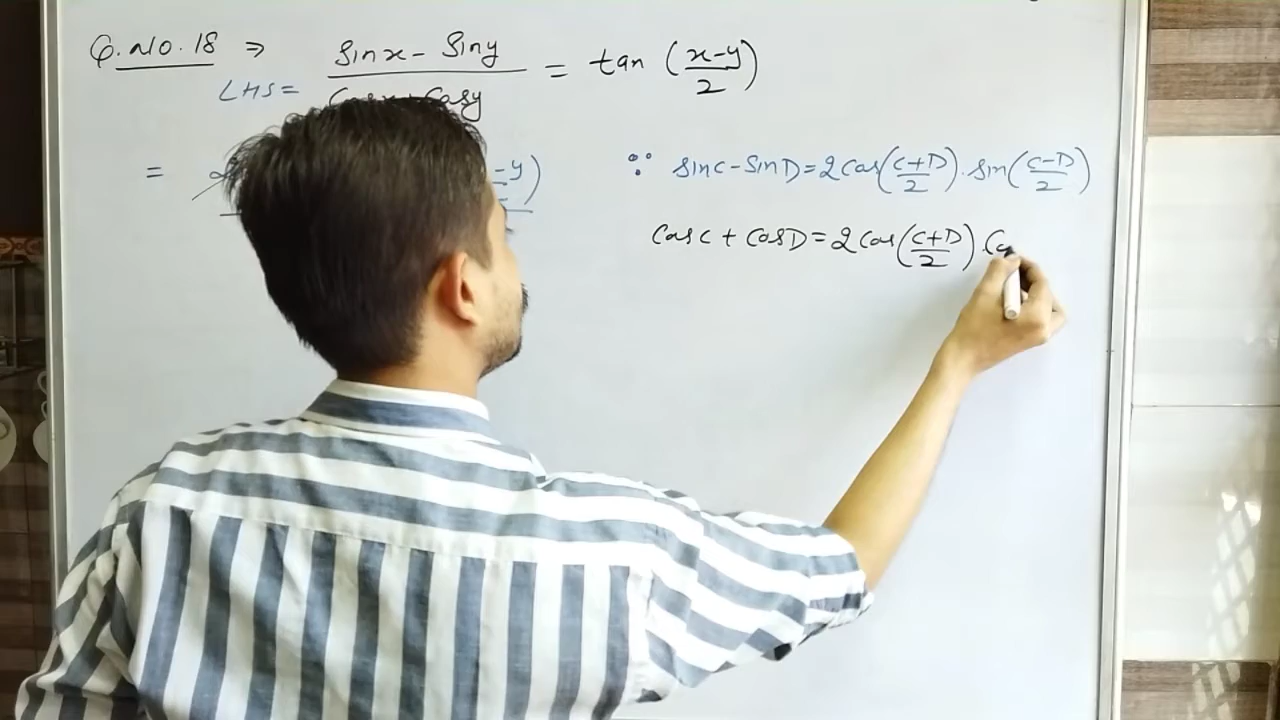 Q.No.18 ⇒ Sinx - Siny / Cosx + Cosy = tan (x-y/2)
LHS =
= -y)
∵ SinC - SinD = 2Cos(C+D/2).Sin(C-D/2)
CosC + CosD = 2Cos(C+D/2).Co